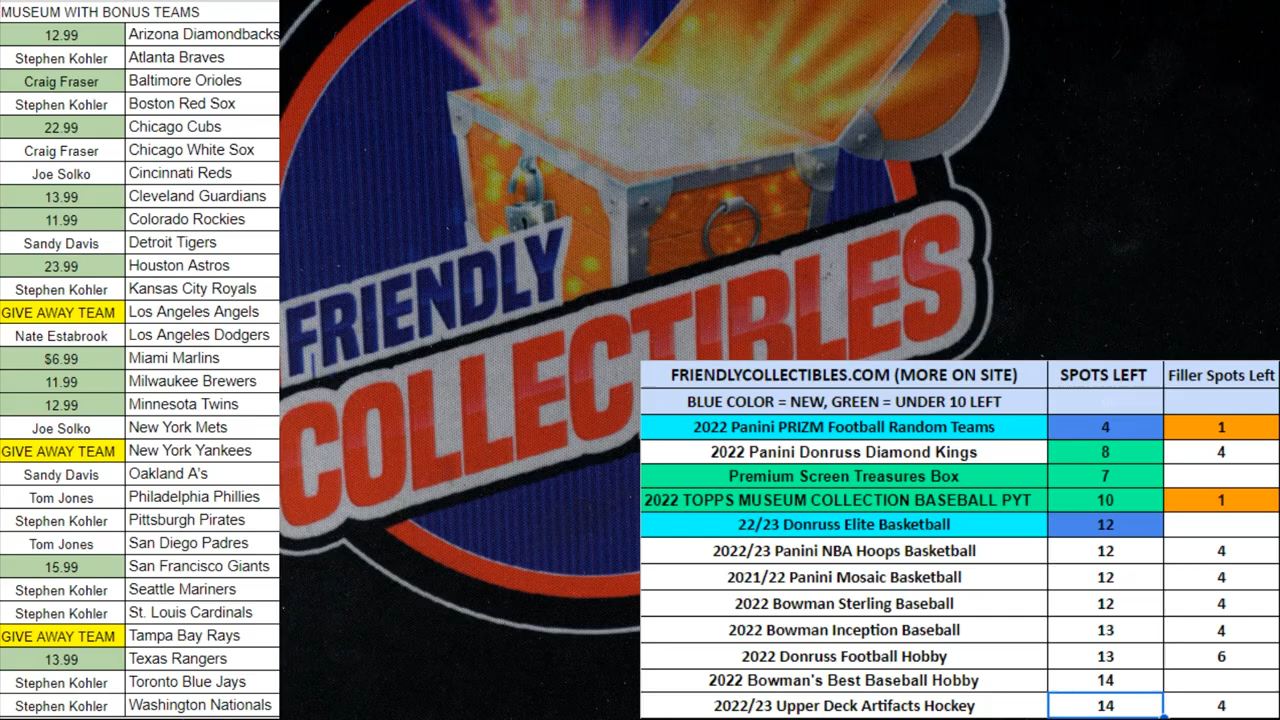 MUSEUM WITH BONUS TEAMS
12.99 Arizona Diamondbacks
Stephen Kohler Atlanta Braves
Craig Fraser Baltimore Orioles
Stephen Kohler Boston Red Sox
22.99 Chicago Cubs
Craig Fraser Chicago White Sox
Joe Solko Cincinnati Reds
13.99 Cleveland Guardians
11.99 Colorado Rockies
Sandy Davis Detroit Tigers
23.99 Houston Astros
Stephen Kohler Kansas City Royals
GIVE AWAY TEAM Los Angeles Angels
Nate Estabrook Los Angeles Dodgers
$6.99 Miami Marlins
11.99 Milwaukee Brewers
12.99 Minnesota Twins
Joe Solko New York Mets
GIVE AWAY TEAM New York Yankees
Sandy Davis Oakland A's
Tom Jones Philadelphia Phillies
Stephen Kohler Pittsburgh Pirates
Tom Jones San Diego Padres
15.99 San Francisco Giants
Stephen Kohler Seattle Mariners
Stephen Kohler St. Louis Cardinals
GIVE AWAY TEAM Tampa Bay Rays
13.99 Texas Rangers
Stephen Kohler Toronto Blue Jays
Stephen Kohler Washington Nationals
FRIENDLY
COLLECTIBLES
FRIENDLYCOLLECTIBLES.COM (MORE ON SITE) SPOTS LEFT Filler Spots Left
BLUE COLOR = NEW, GREEN = UNDER 10 LEFT
2022 Panini PRIZM Football Random Teams 4 1
2022 Panini Donruss Diamond Kings 8 4
Premium Screen Treasures Box 7
2022 TOPPS MUSEUM COLLECTION BASEBALL PYT 10 1
22/23 Donruss Elite Basketball 12
2022/23 Panini NBA Hoops Basketball 12 4
2021/22 Panini Mosaic Basketball 12 4
2022 Bowman Sterling Baseball 12 4
2022 Bowman Inception Baseball 13 4
2022 Donruss Football Hobby 13 6
2022 Bowman's Best Baseball Hobby 14
2022/23 Upper Deck Artifacts Hockey 14 4